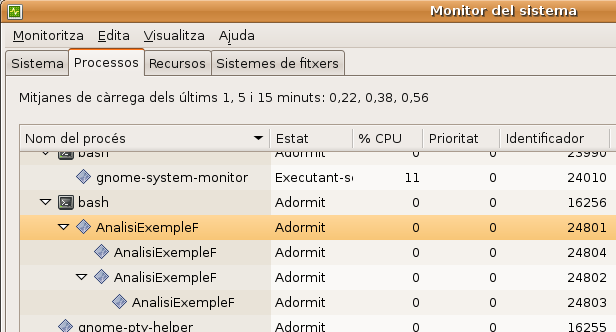 Monitor del sistema
Monitoritza Edita Visualitza Ajuda
Sistema Processos Recursos Sistemes de fitxers
Mitjanes de càrrega dels últims 1, 5 i 15 minuts: 0,22, 0,38, 0,56
Nom del procés Estat % CPU Prioritat Identificador
bash Adormit 0 0 23990
gnome-system-monitor Executant-se 11 0 24010
bash Adormit 0 0 16256
AnalisiExempleF Adormit 0 0 24801
AnalisiExempleF Adormit 0 0 24804
AnalisiExempleF Adormit 0 0 24802
AnalisiExempleF Adormit 0 0 24803
gnome-pty-helper Adormit 0 0 16255